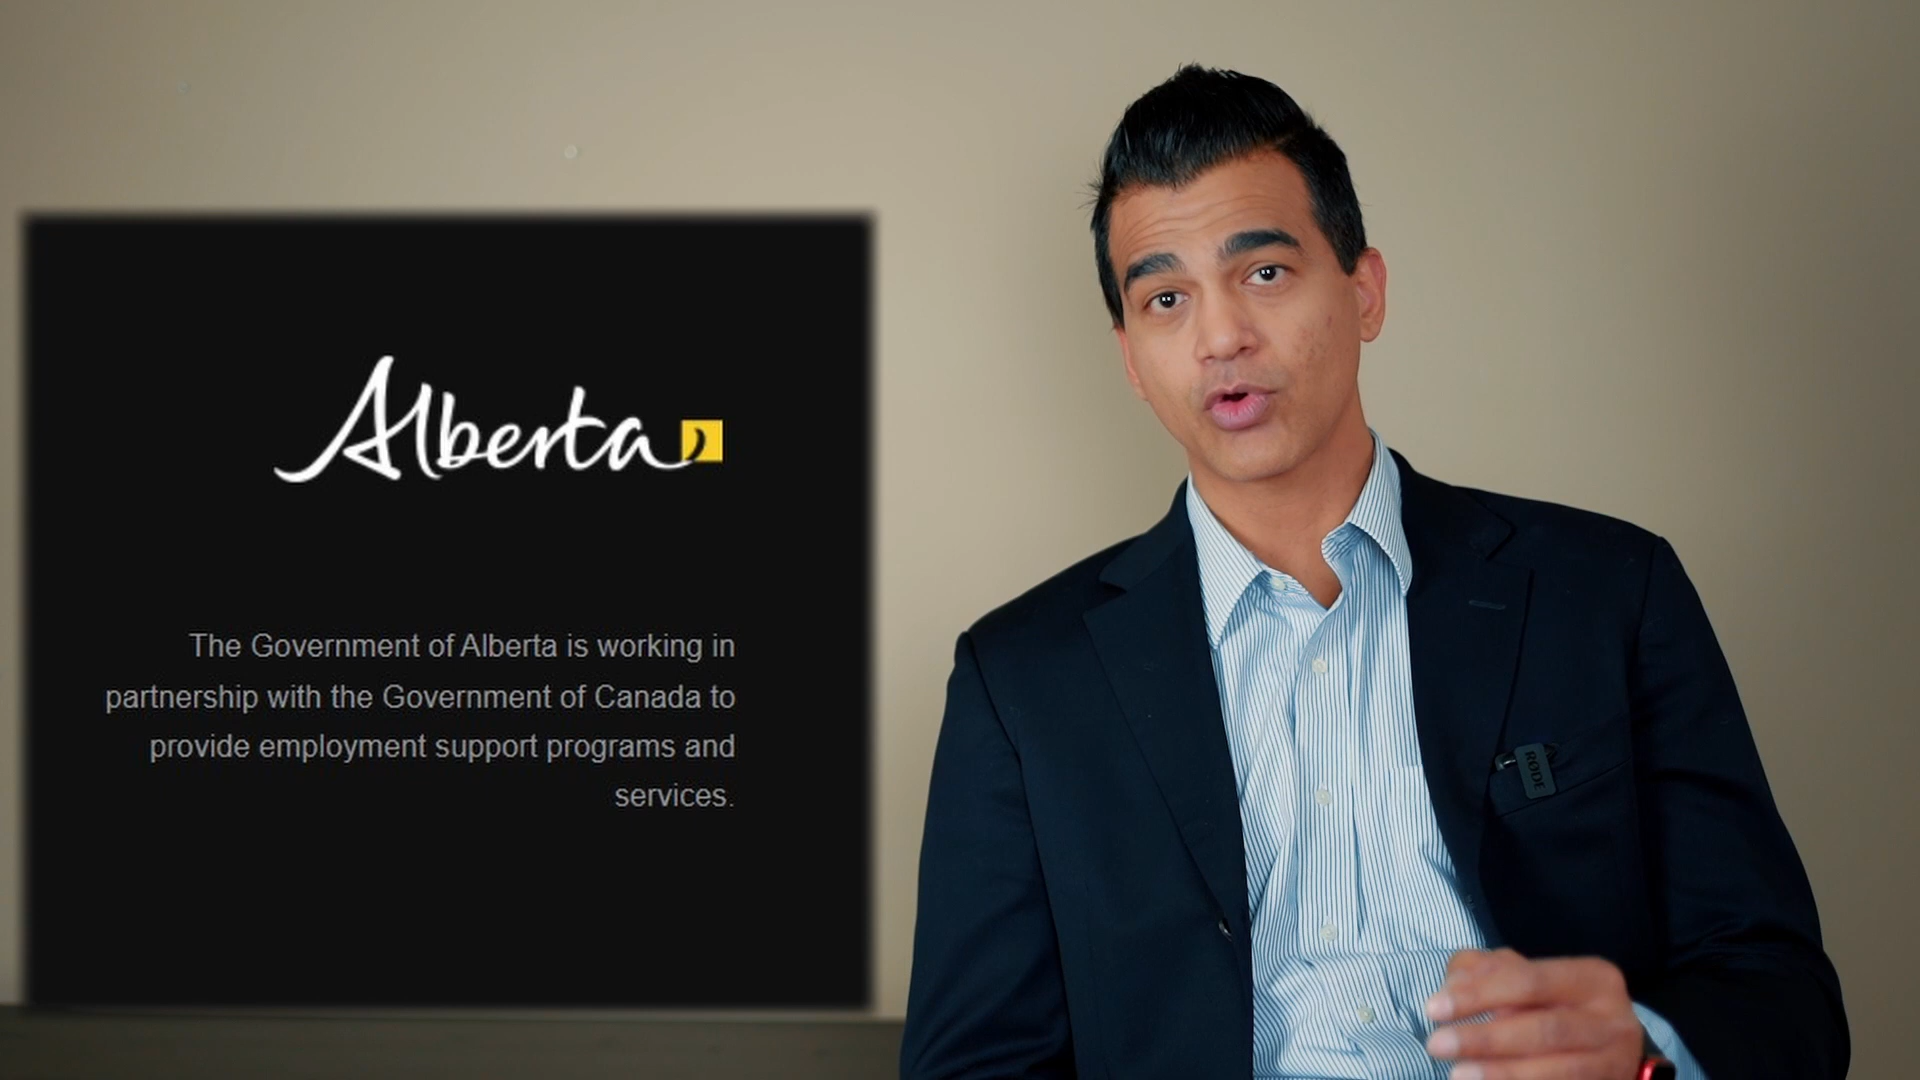 Alberta
The Government of Alberta is working in
partnership with the Government of Canada to
provide employment support programs and
services.
RØDE